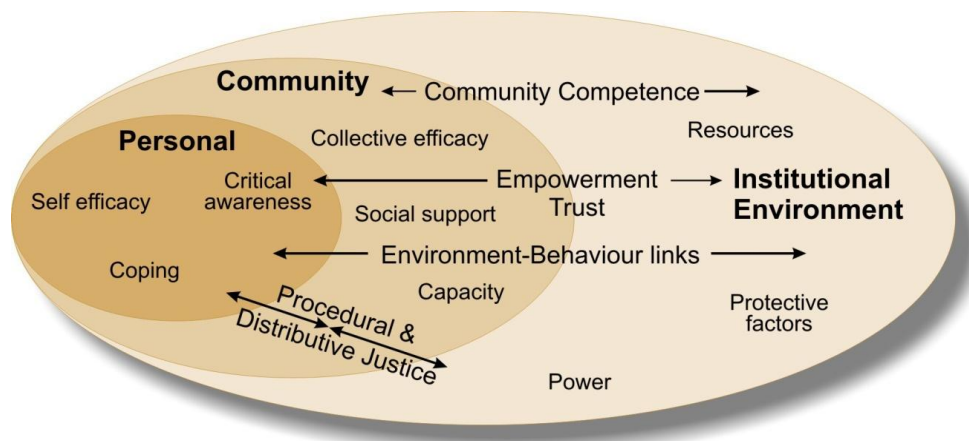 Community
Community Competence
Resources
Personal
Collective efficacy
Self efficacy
Critical
awareness
Empowerment
Trust
Institutional
Environment
Social support
Environment-Behaviour links
Coping
Capacity
Procedural &
Distributive Justice
Protective
factors
Power